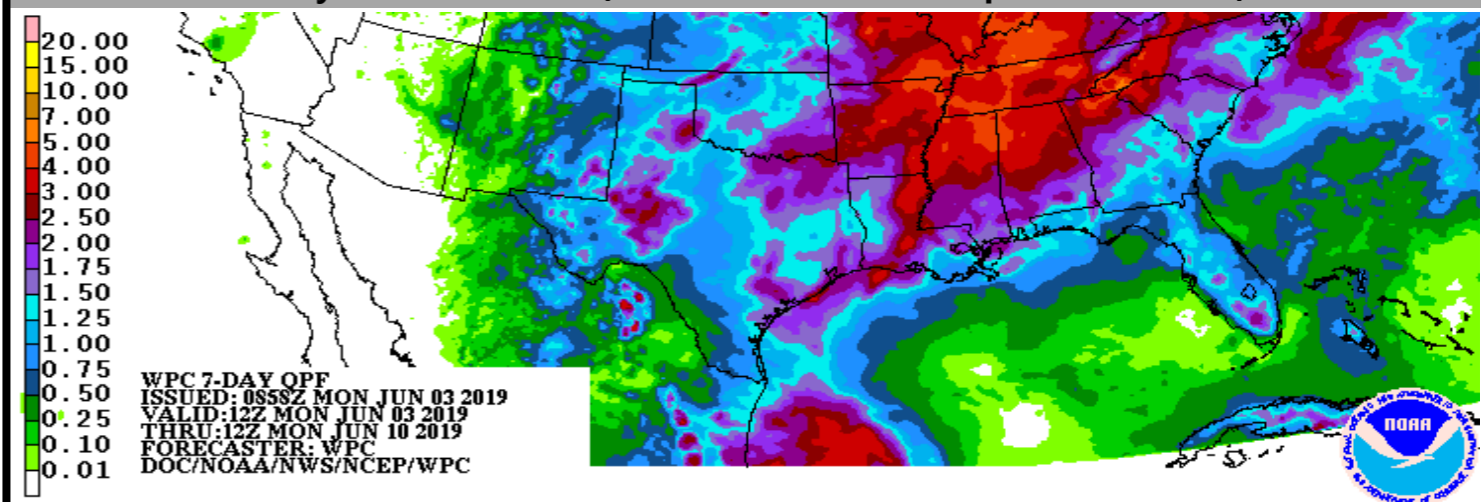 20.00
15.00
10.00
7.00
5.00
4.00
3.00
2.50
2.00
1.75
1.50
1.25
1.00
0.75
0.50
0.25
0.10
0.01
WPC 7-DAY QPF
ISSUED: 0858Z MON JUN 03 2019
VALID:12Z MON JUN 03 2019
THRU:12Z MON JUN 10 2019
FORECASTER: WPC
DOC/NOAA/NWS/NCEP/WPC
NOAA